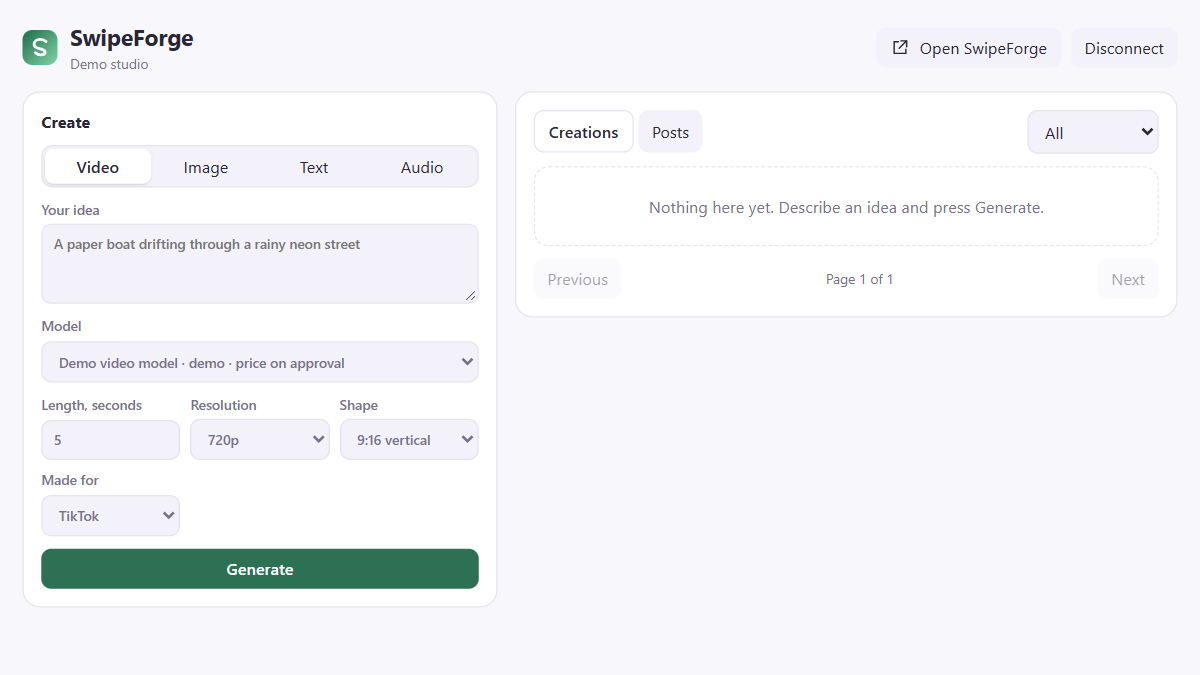 S
SwipeForge
Demo studio
Open SwipeForge
Disconnect
Create
Video
Image
Text
Audio
Your idea
A paper boat drifting through a rainy neon street
Model
Demo video model · demo · price on approval
Length, seconds
Resolution
Shape
5
720p
9:16 vertical
Made for
TikTok
Generate
Creations
Posts
All
Nothing here yet. Describe an idea and press Generate.
Previous
Page 1 of 1
Next